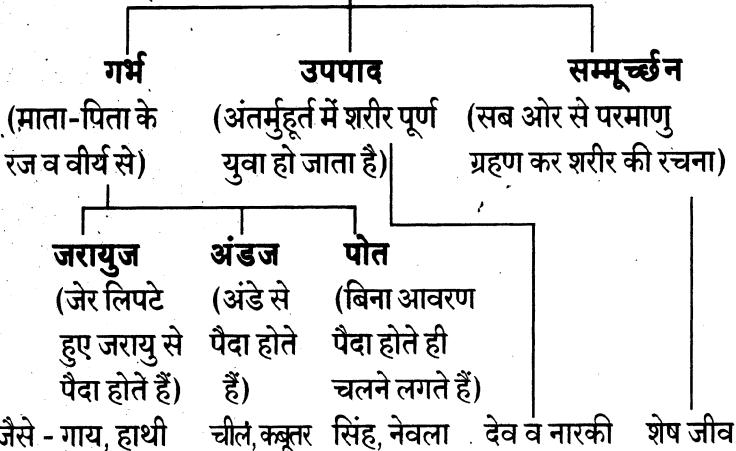 गर्भ उपपाद सम्मूर्च्छन
(माता-पिता के (अंतर्मुहूर्त में शरीर पूर्ण (सब ओर से परमाणु
रज व वीर्य से) युवा हो जाता है) ग्रहण कर शरीर की रचना)
जरायुज अंडज पोत
(जेर लिपटे (अंडे से (बिना आवरण
हुए जरायु से पैदा होते पैदा होते ही
पैदा होते हैं) हैं) चलने लगते हैं)
जैसे - गाय, हाथी चील, कबूतर सिंह, नेवला देव व नारकी शेष जीव